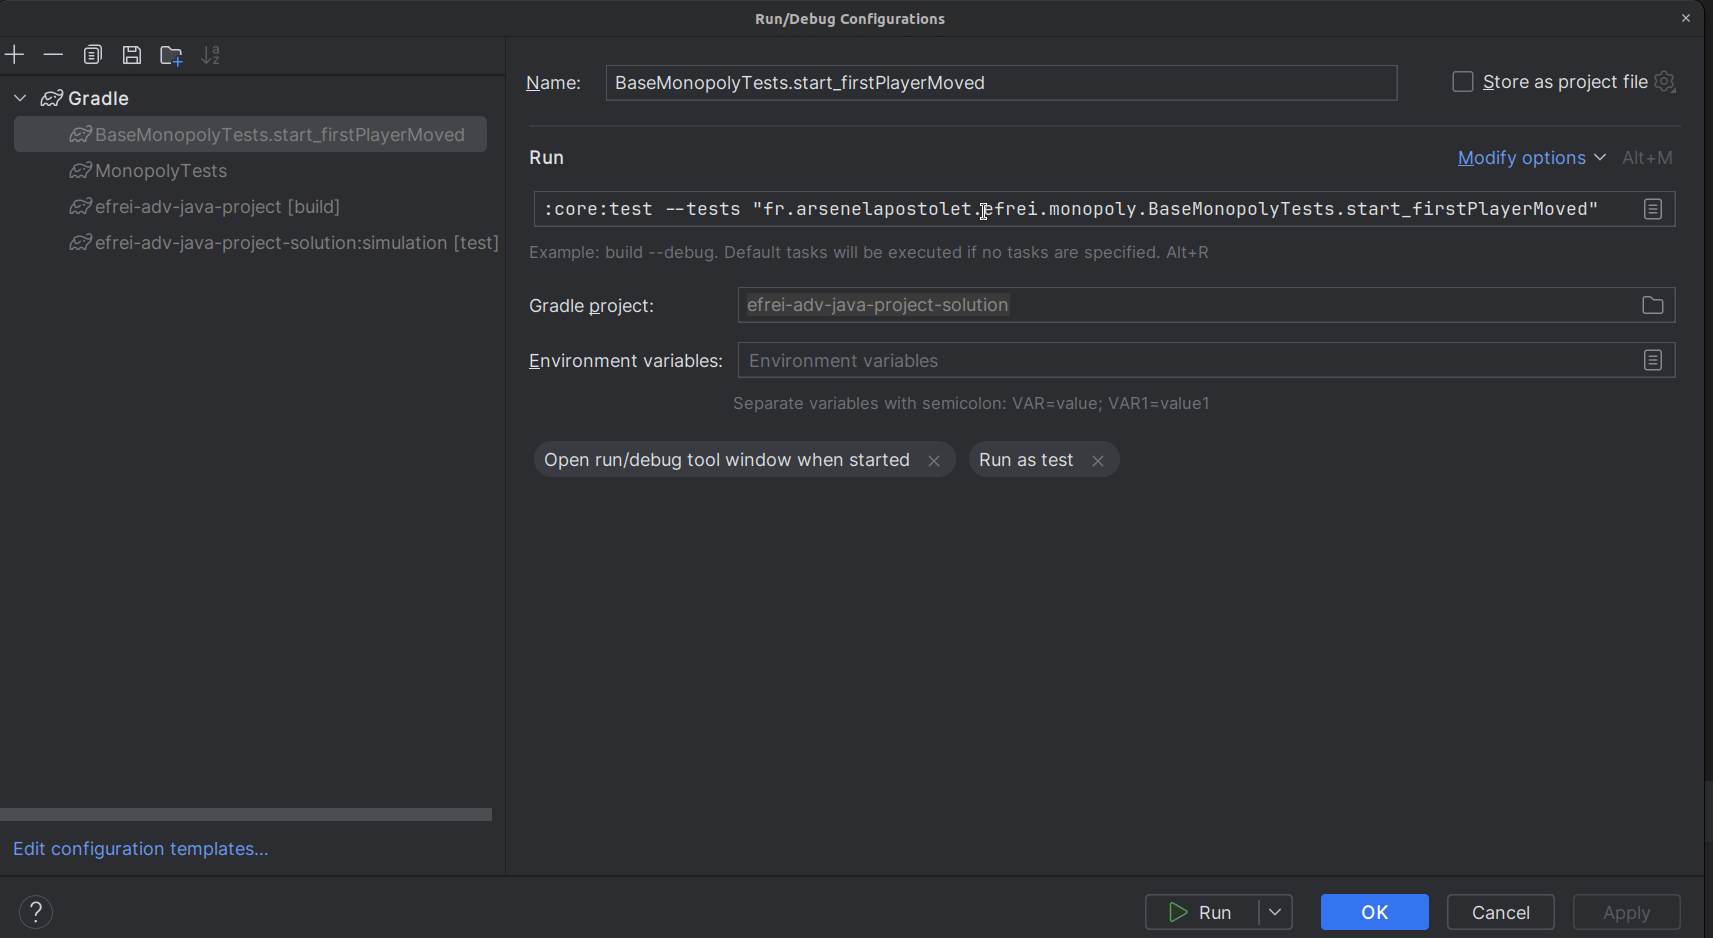 Run/Debug Configurations
Gradle
BaseMonopolyTests.start_firstPlayerMoved
MonopolyTests
efrei-adv-java-project [build]
efrei-adv-java-project-solution:simulation [test]
Edit configuration templates...
Name: BaseMonopolyTests.start_firstPlayerMoved Store as project file
Run Modify options Alt+M
:core:test --tests "fr.arsenelapostolet.efrei.monopoly.BaseMonopolyTests.start_firstPlayerMoved"
Example: build --debug. Default tasks will be executed if no tasks are specified. Alt+R
Gradle project: efrei-adv-java-project-solution
Environment variables: Environment variables
Separate variables with semicolon: VAR=value; VAR1=value1
Open run/debug tool window when started Run as test
? Run OK Cancel Apply